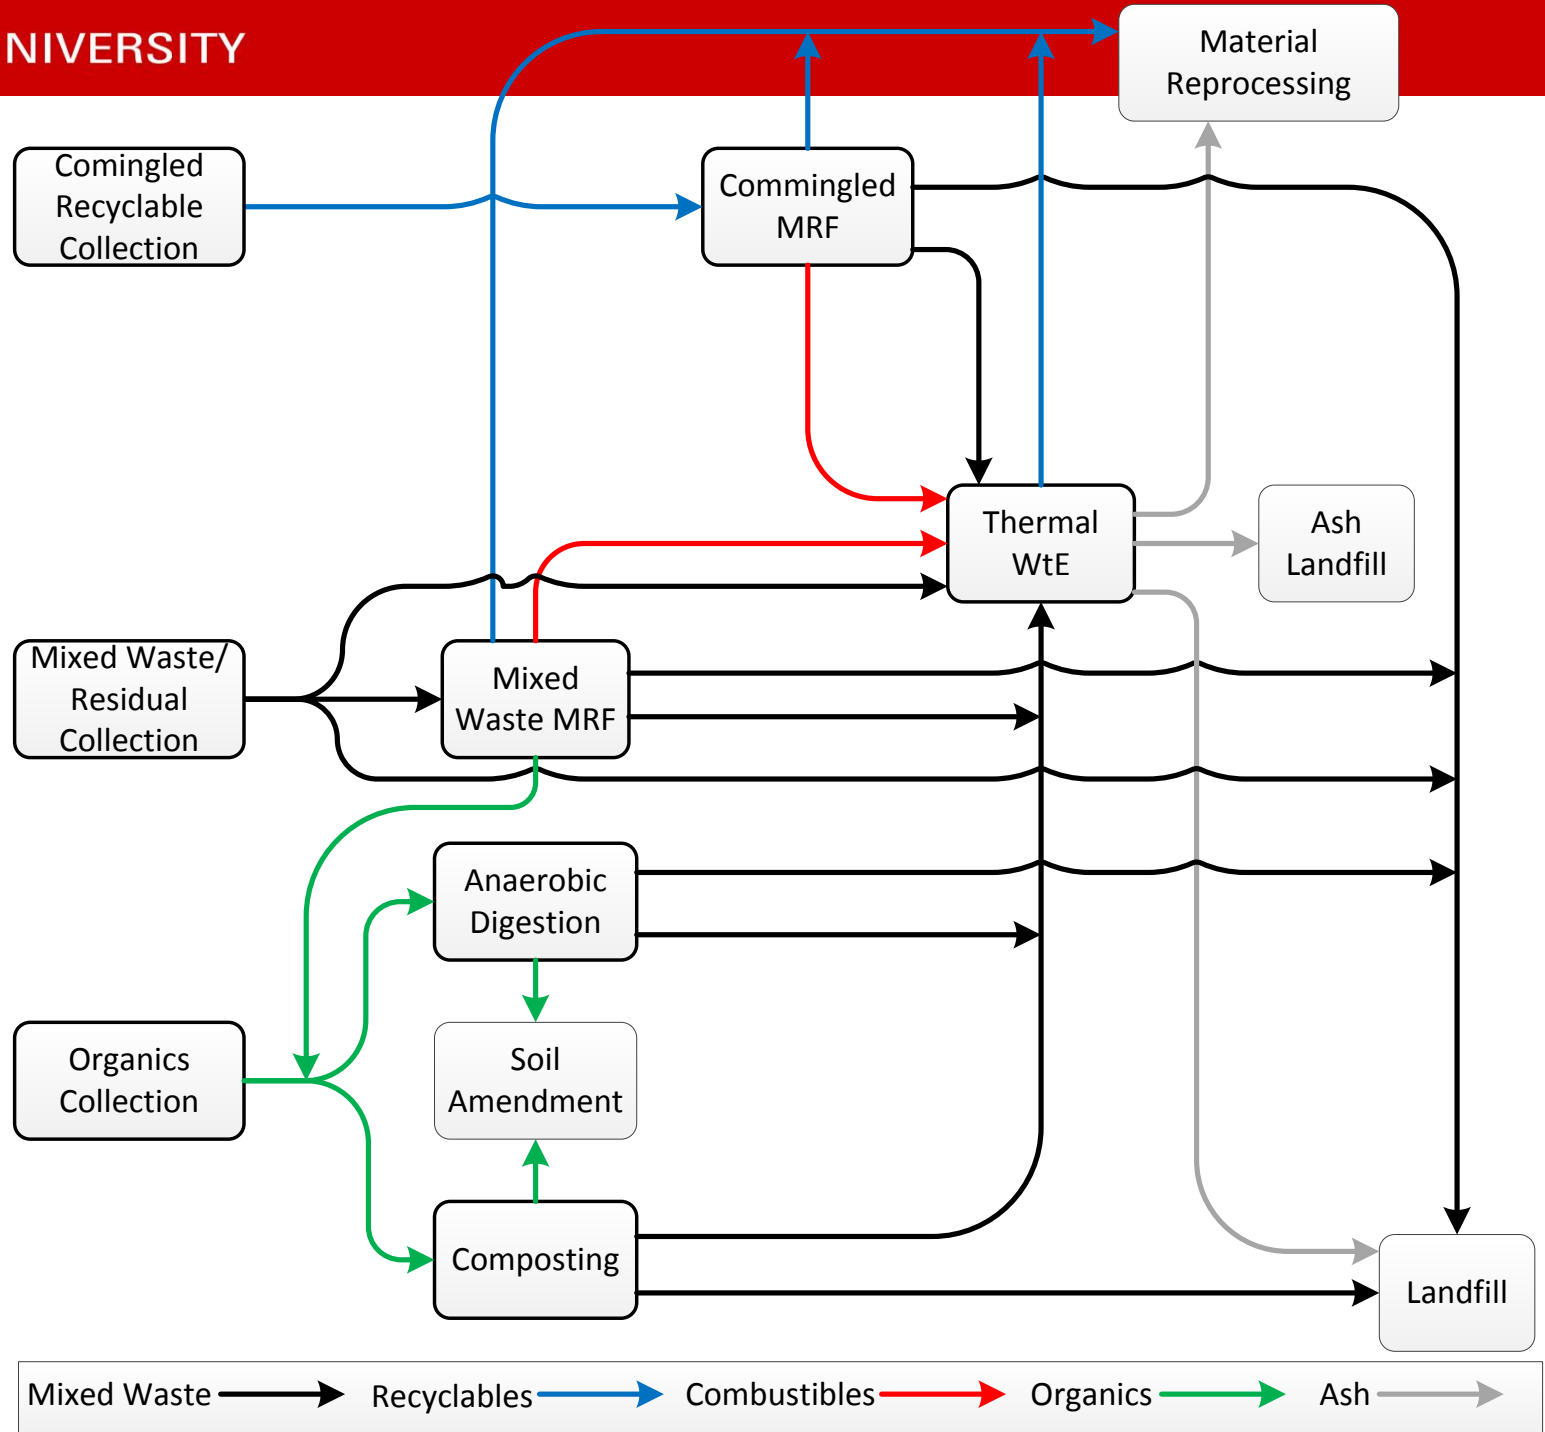 NIVERSITY
Material
Reprocessing
Comingled
Recyclable
Collection
Commingled
MRF
Thermal
WtE
Ash
Landfill
Mixed Waste/
Residual
Collection
Mixed
Waste MRF
Anaerobic
Digestion
Organics
Collection
Soil
Amendment
Composting
Landfill
Mixed Waste Recyclables Combustibles Organics Ash